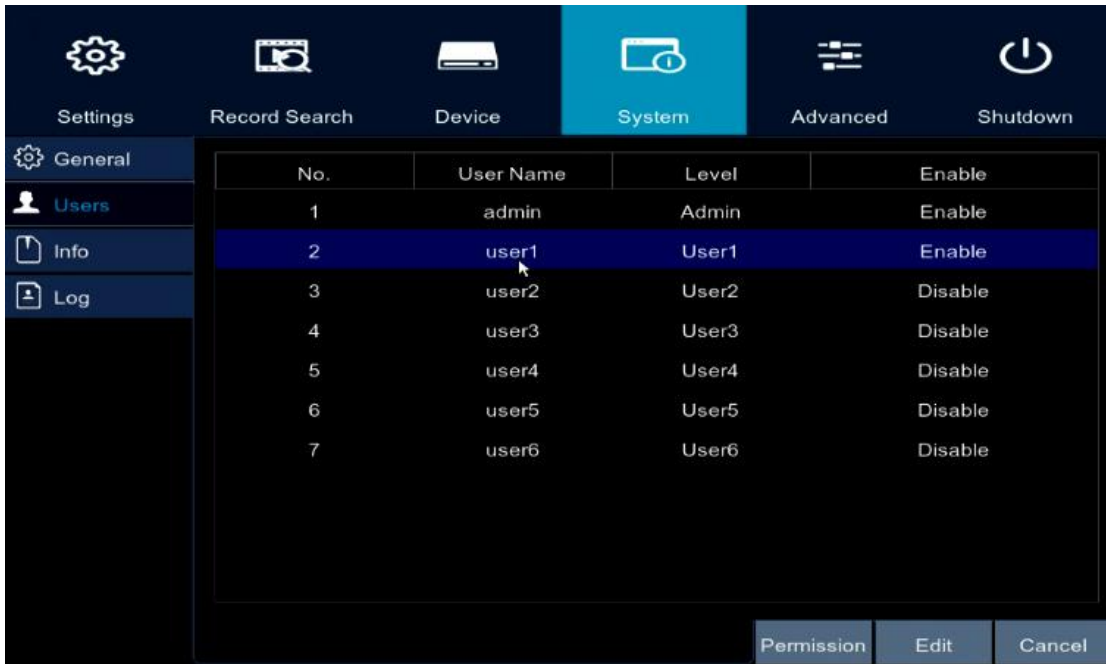 Settings Record Search Device System Advanced Shutdown
General
Users
Info
Log
No. User Name Level Enable
1 admin Admin Enable
2 user1 User1 Enable
3 user2 User2 Disable
4 user3 User3 Disable
5 user4 User4 Disable
6 user5 User5 Disable
7 user6 User6 Disable
Permission Edit Cancel